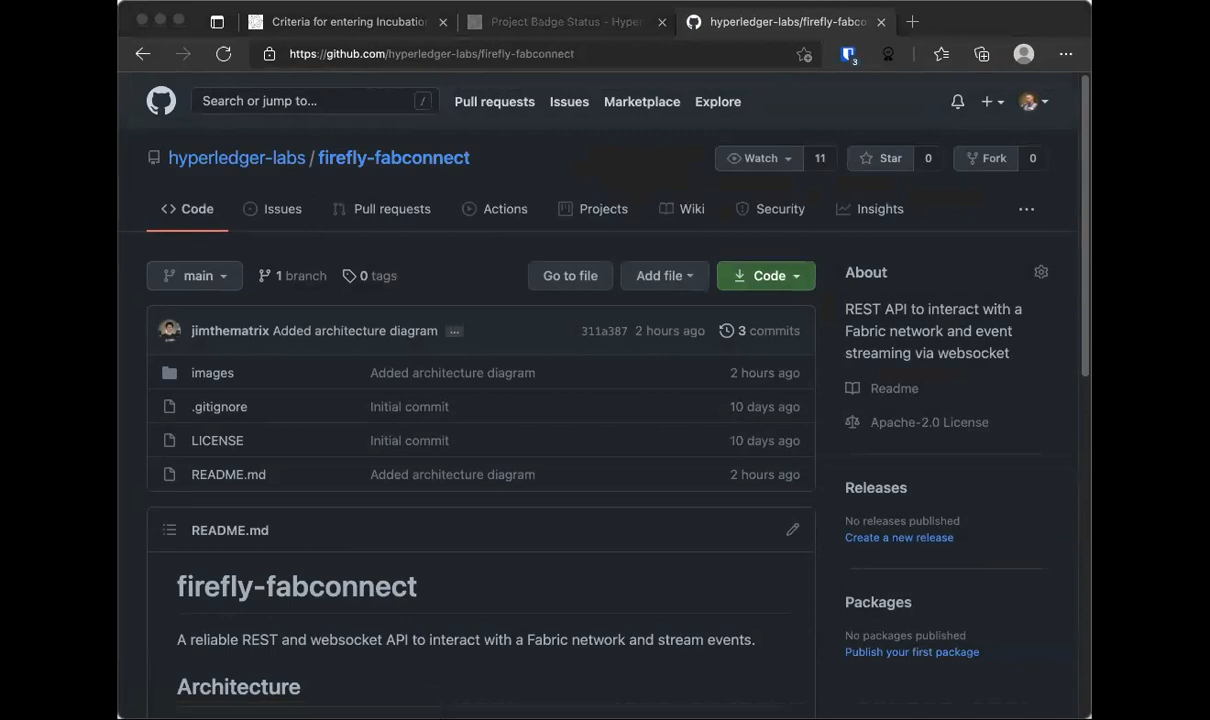 Criteria for entering Incubation
Project Badge Status - Hyper
hyperledger-labs/firefly-fabco
https://github.com/hyperledger-labs/firefly-fabconnect
3
Search or jump to... /
Pull requests Issues Marketplace Explore
hyperledger-labs / firefly-fabconnect
Watch 11 Star 0 Fork 0
Code Issues Pull requests Actions Projects Wiki Security Insights ...
main 1 branch 0 tags Go to file Add file Code
jimthematrix Added architecture diagram ... 311a387 2 hours ago 3 commits
images Added architecture diagram 2 hours ago
.gitignore Initial commit 10 days ago
LICENSE Initial commit 10 days ago
README.md Added architecture diagram 2 hours ago
README.md
firefly-fabconnect
A reliable REST and websocket API to interact with a Fabric network and stream events.
Architecture
About
REST API to interact with a
Fabric network and event
streaming via websocket
Readme
Apache-2.0 License
Releases
No releases published
Create a new release
Packages
No packages published
Publish your first package